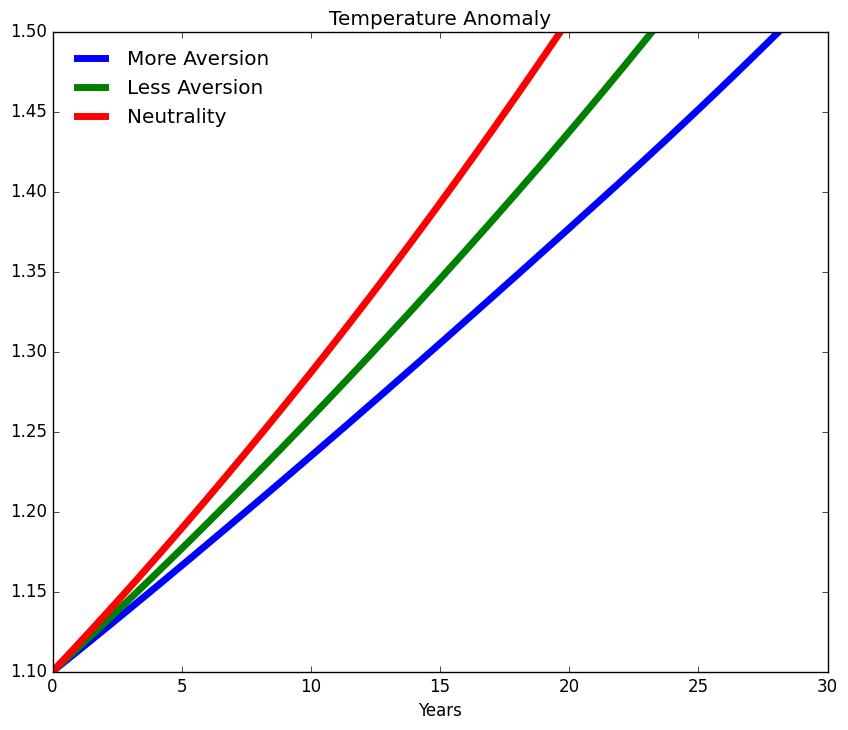 Temperature Anomaly
1.50
1.45
1.40
1.35
1.30
1.25
1.20
1.15
1.10
More Aversion
Less Aversion
Neutrality
0 5 10 15 20 25 30
Years